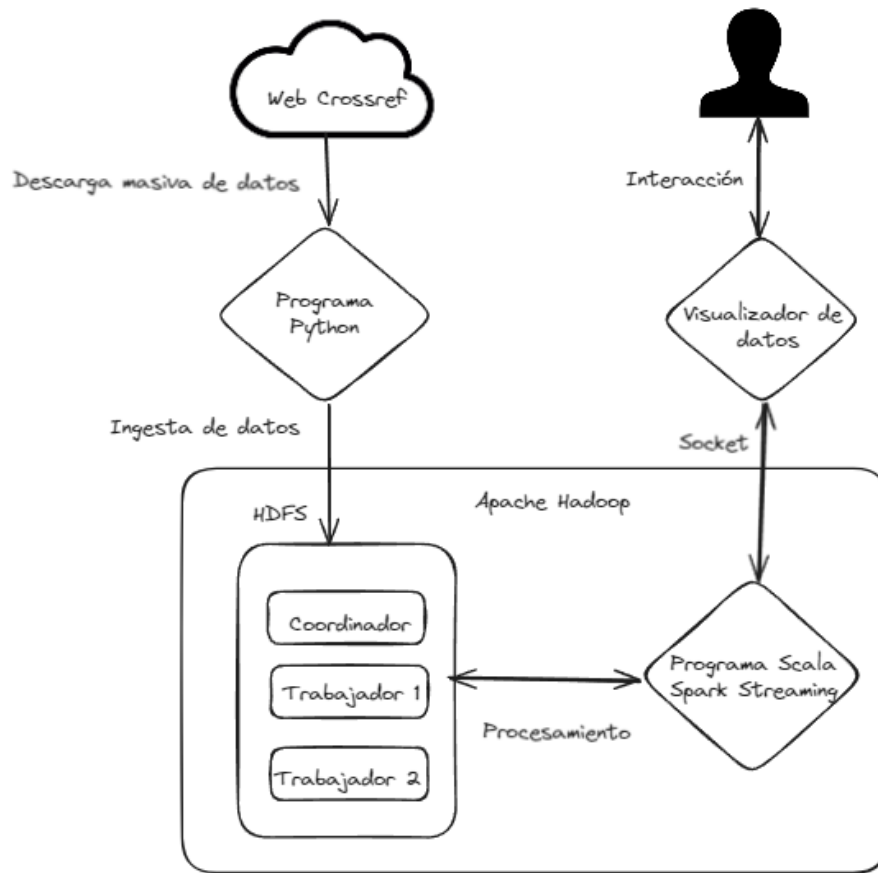 Web Crossref
Descarga masiva de datos
Interacción
Programa
Python
Visualizador de
datos
Ingesta de datos
Socket
Apache Hadoop
HDFS
Coordinador
Trabajador 1
Trabajador 2
Programa Scala
Spark Streaming
Procesamiento